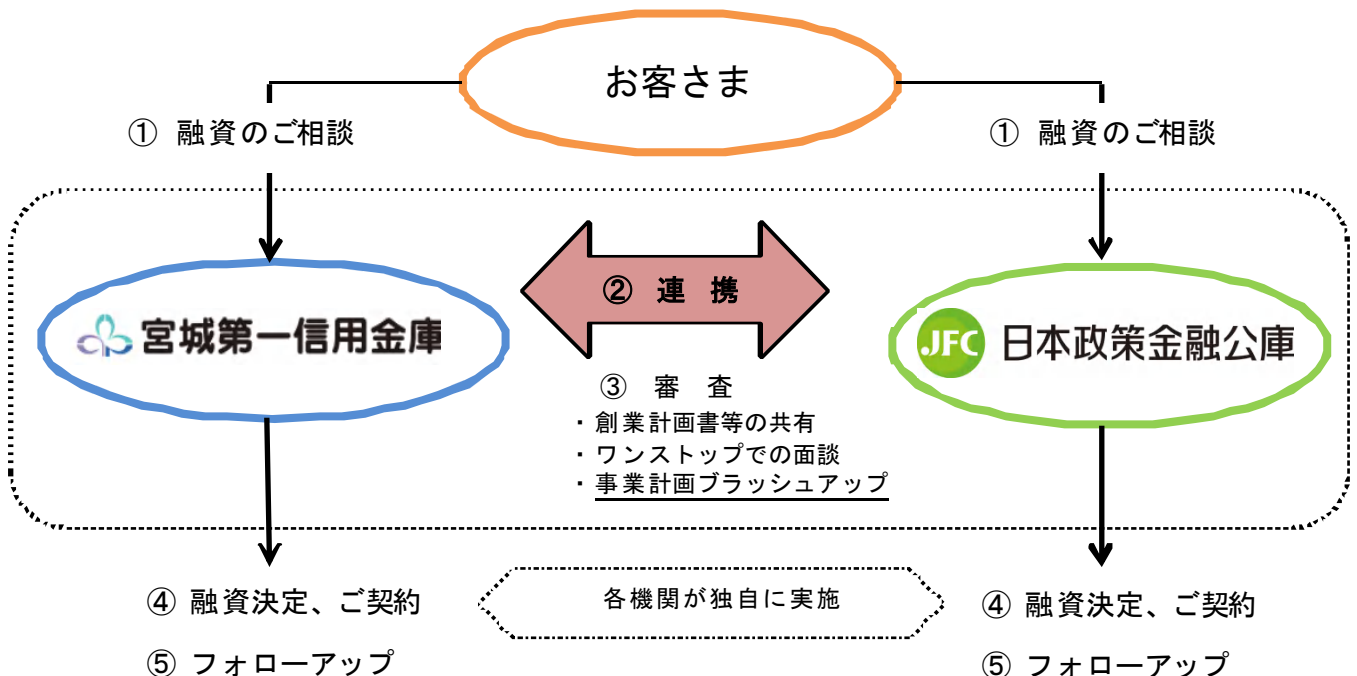 お客さま
① 融資のご相談
① 融資のご相談
② 連 携
宮城第一信用金庫
JFC 日本政策金融公庫
③ 審 査
・創業計画書等の共有
・ワンストップでの面談
・事業計画ブラッシュアップ
④ 融資決定、ご契約
各機関が独自に実施
④ 融資決定、ご契約
⑤ フォローアップ
⑤ フォローアップ